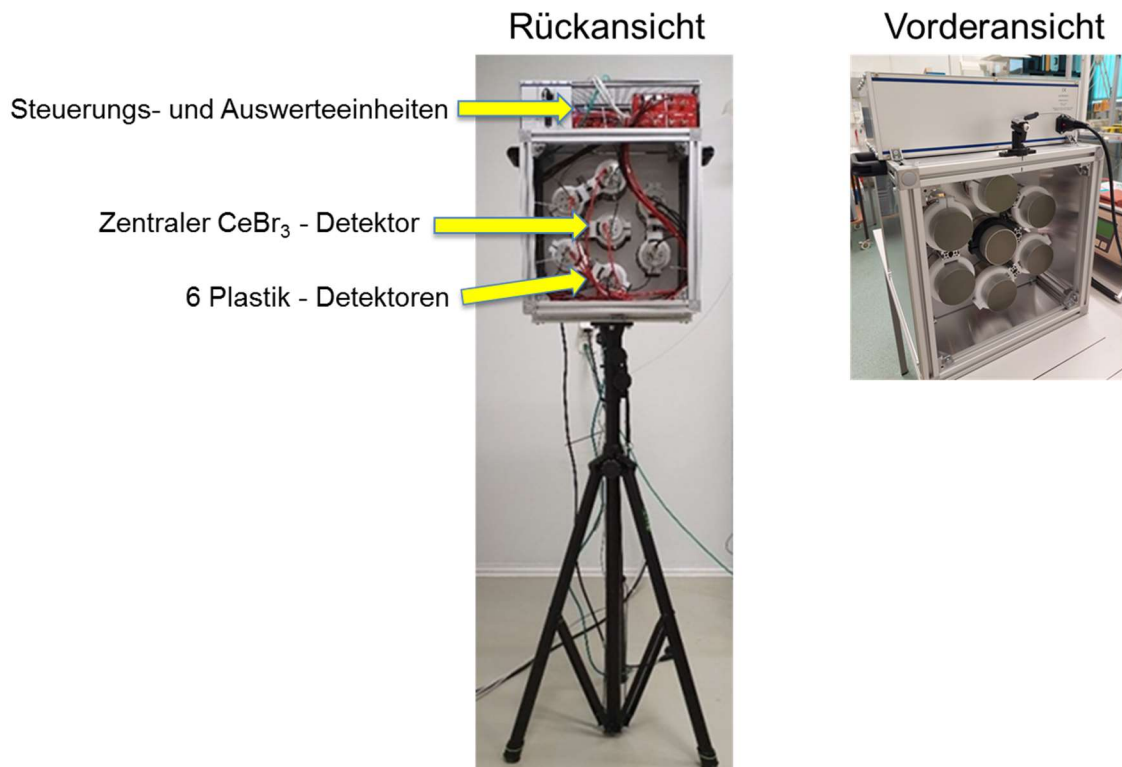 Rückansicht
Vorderansicht
Steuerungs- und Auswerteeinheiten
Zentraler CeBr₃ - Detektor
6 Plastik - Detektoren